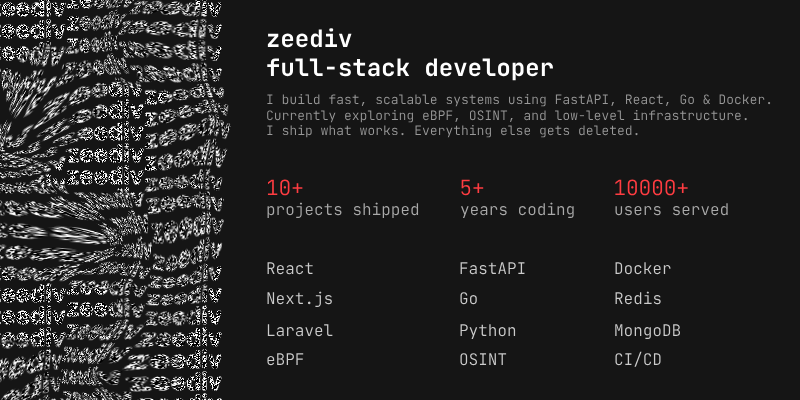 zeediv
full-stack developer
I build fast, scalable systems using FastAPI, React, Go & Docker.
Currently exploring eBPF, OSINT, and low-level infrastructure.
I ship what works. Everything else gets deleted.
10+ 5+ 10000+
projects shipped years coding users served
React FastAPI Docker
Next.js Go Redis
Laravel Python MongoDB
eBPF OSINT CI/CD